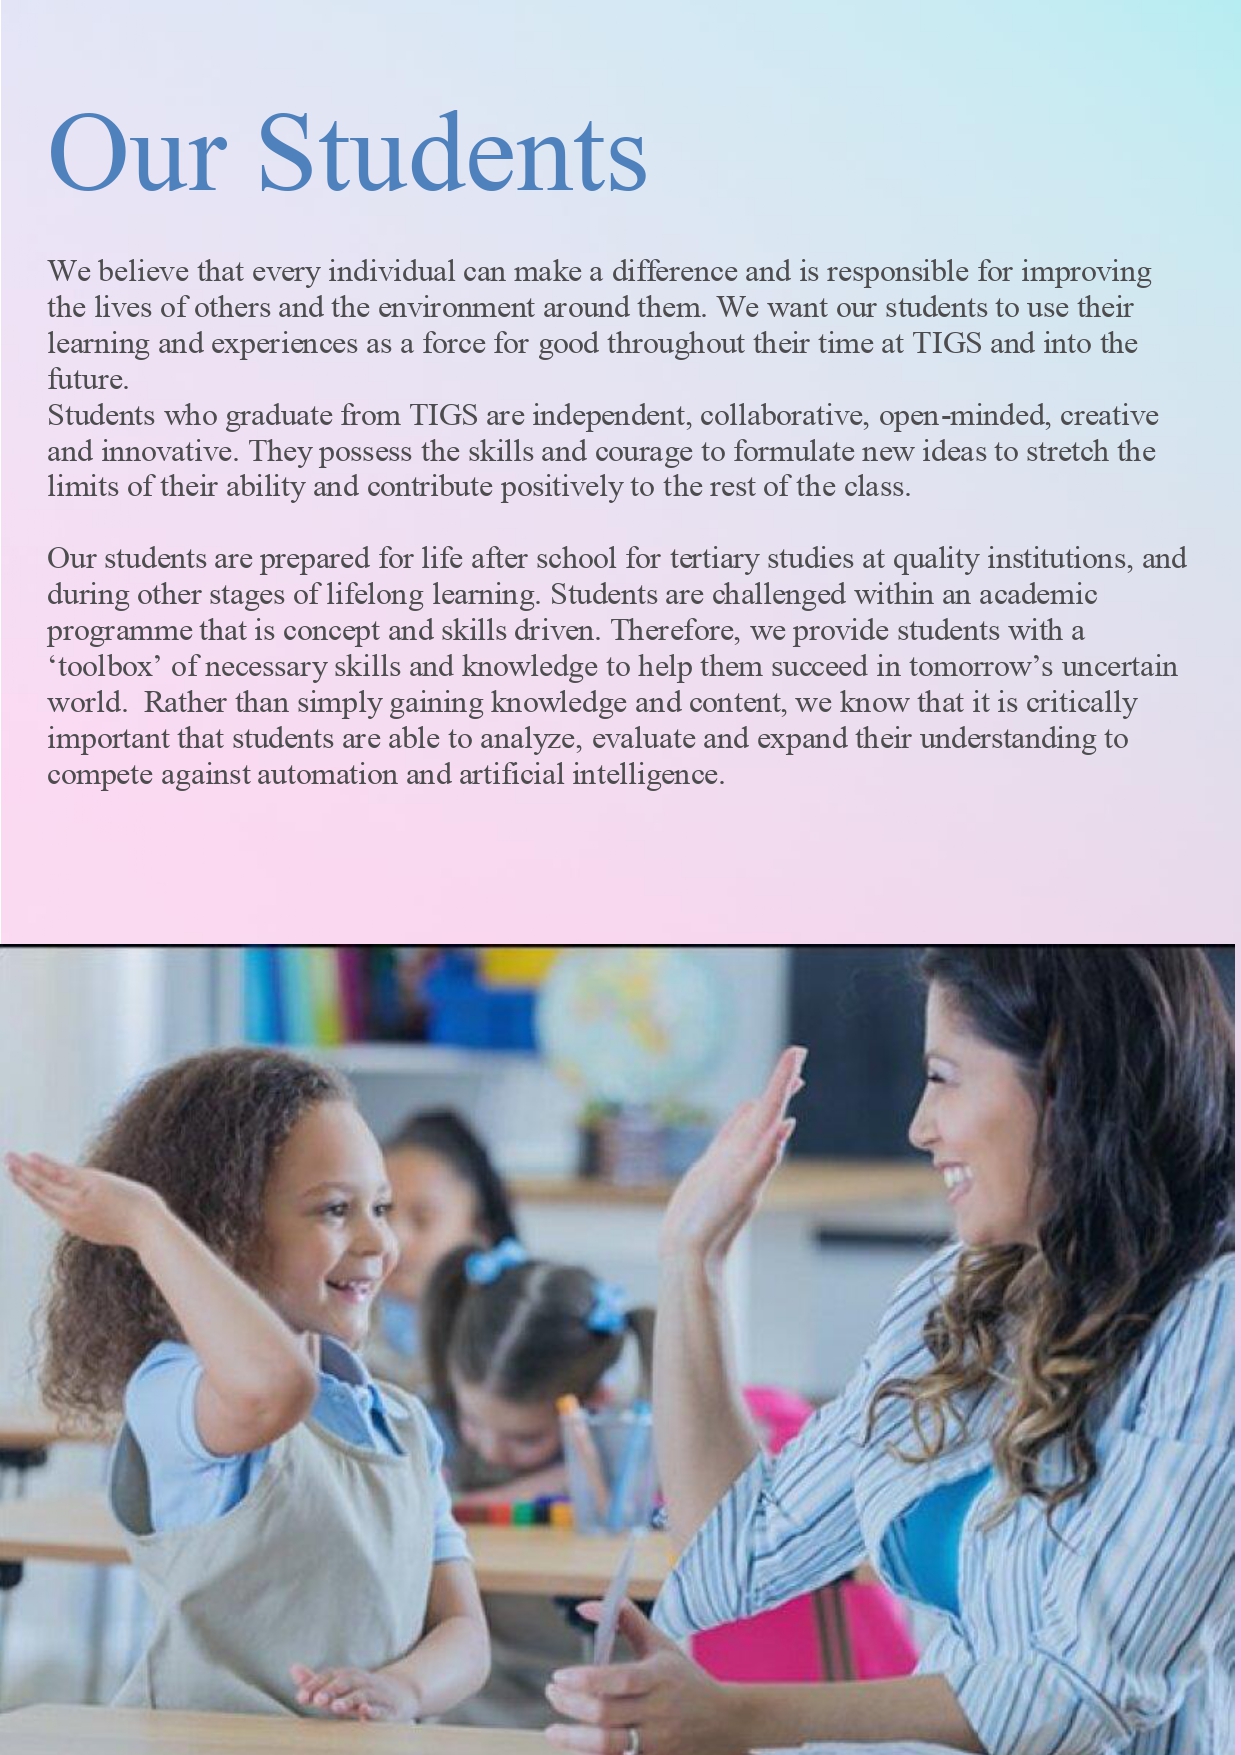 Our Students
We believe that every individual can make a difference and is responsible for improving
the lives of others and the environment around them. We want our students to use their
learning and experiences as a force for good throughout their time at TIGS and into the
future.
Students who graduate from TIGS are independent, collaborative, open-minded, creative
and innovative. They possess the skills and courage to formulate new ideas to stretch the
limits of their ability and contribute positively to the rest of the class.
Our students are prepared for life after school for tertiary studies at quality institutions, and
during other stages of lifelong learning. Students are challenged within an academic
programme that is concept and skills driven. Therefore, we provide students with a
‘toolbox’ of necessary skills and knowledge to help them succeed in tomorrow’s uncertain
world.  Rather than simply gaining knowledge and content, we know that it is critically
important that students are able to analyze, evaluate and expand their understanding to
compete against automation and artificial intelligence.